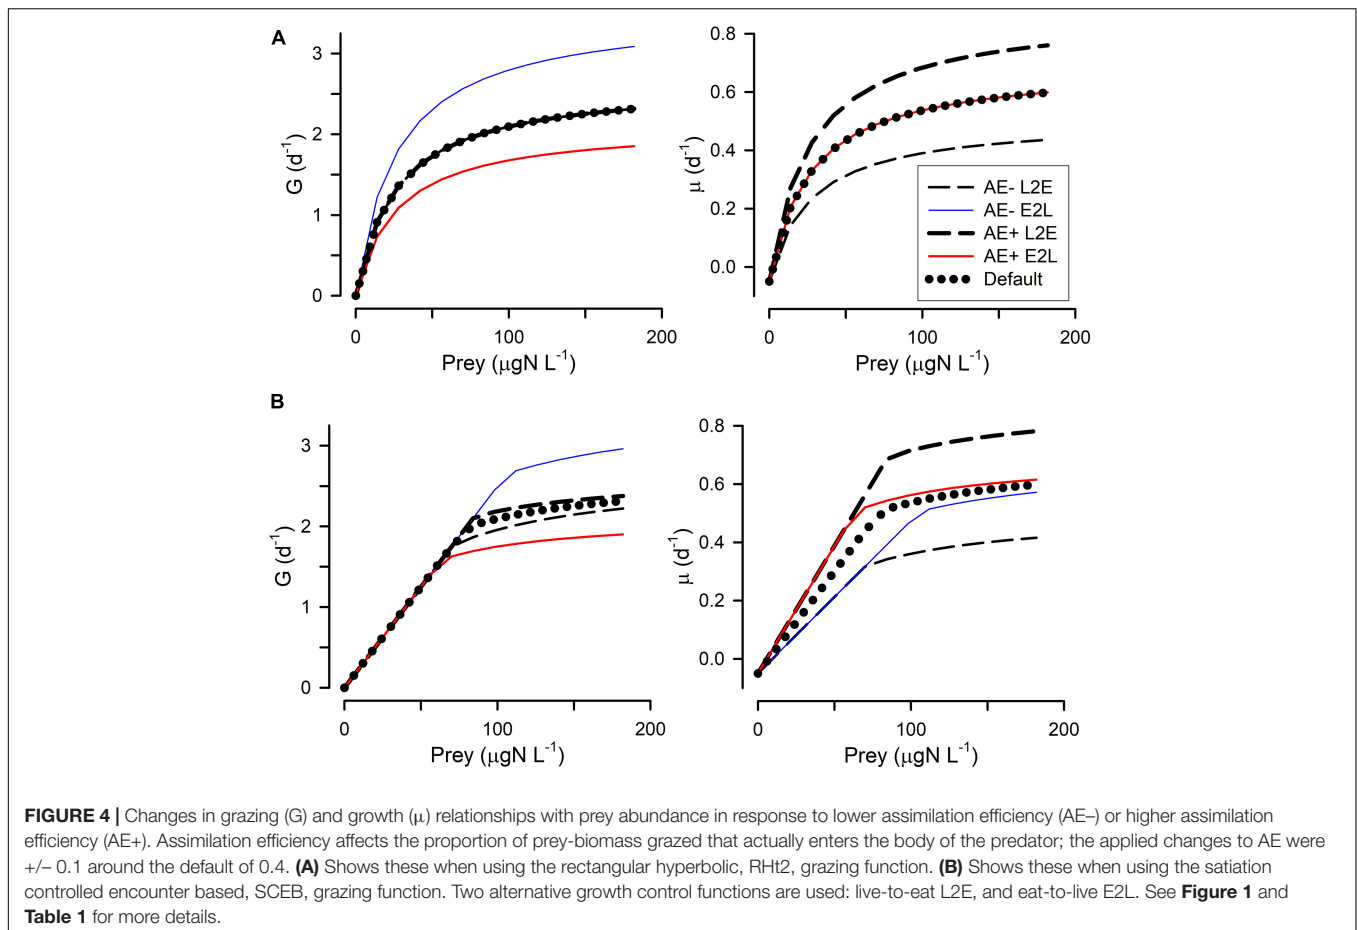 A
3
2
1
0
G (d-1)
0 100 200
Prey (µgN L-1)
0.8
0.6
0.4
0.2
0.0
µ (d-1)
AE- L2E
AE- E2L
AE+ L2E
AE+ E2L
Default
0 100 200
Prey (µgN L-1)
B
3
2
1
0
G (d-1)
0 100 200
Prey (µgN L-1)
0.8
0.6
0.4
0.2
0.0
µ (d-1)
0 100 200
Prey (µgN L-1)
FIGURE 4 | Changes in grazing (G) and growth (µ) relationships with prey abundance in response to lower assimilation efficiency (AE–) or higher assimilation
efficiency (AE+). Assimilation efficiency affects the proportion of prey-biomass grazed that actually enters the body of the predator; the applied changes to AE were
+/– 0.1 around the default of 0.4. (A) Shows these when using the rectangular hyperbolic, RHt2, grazing function. (B) Shows these when using the satiation
controlled encounter based, SCEB, grazing function. Two alternative growth control functions are used: live-to-eat L2E, and eat-to-live E2L. See Figure 1 and
Table 1 for more details.